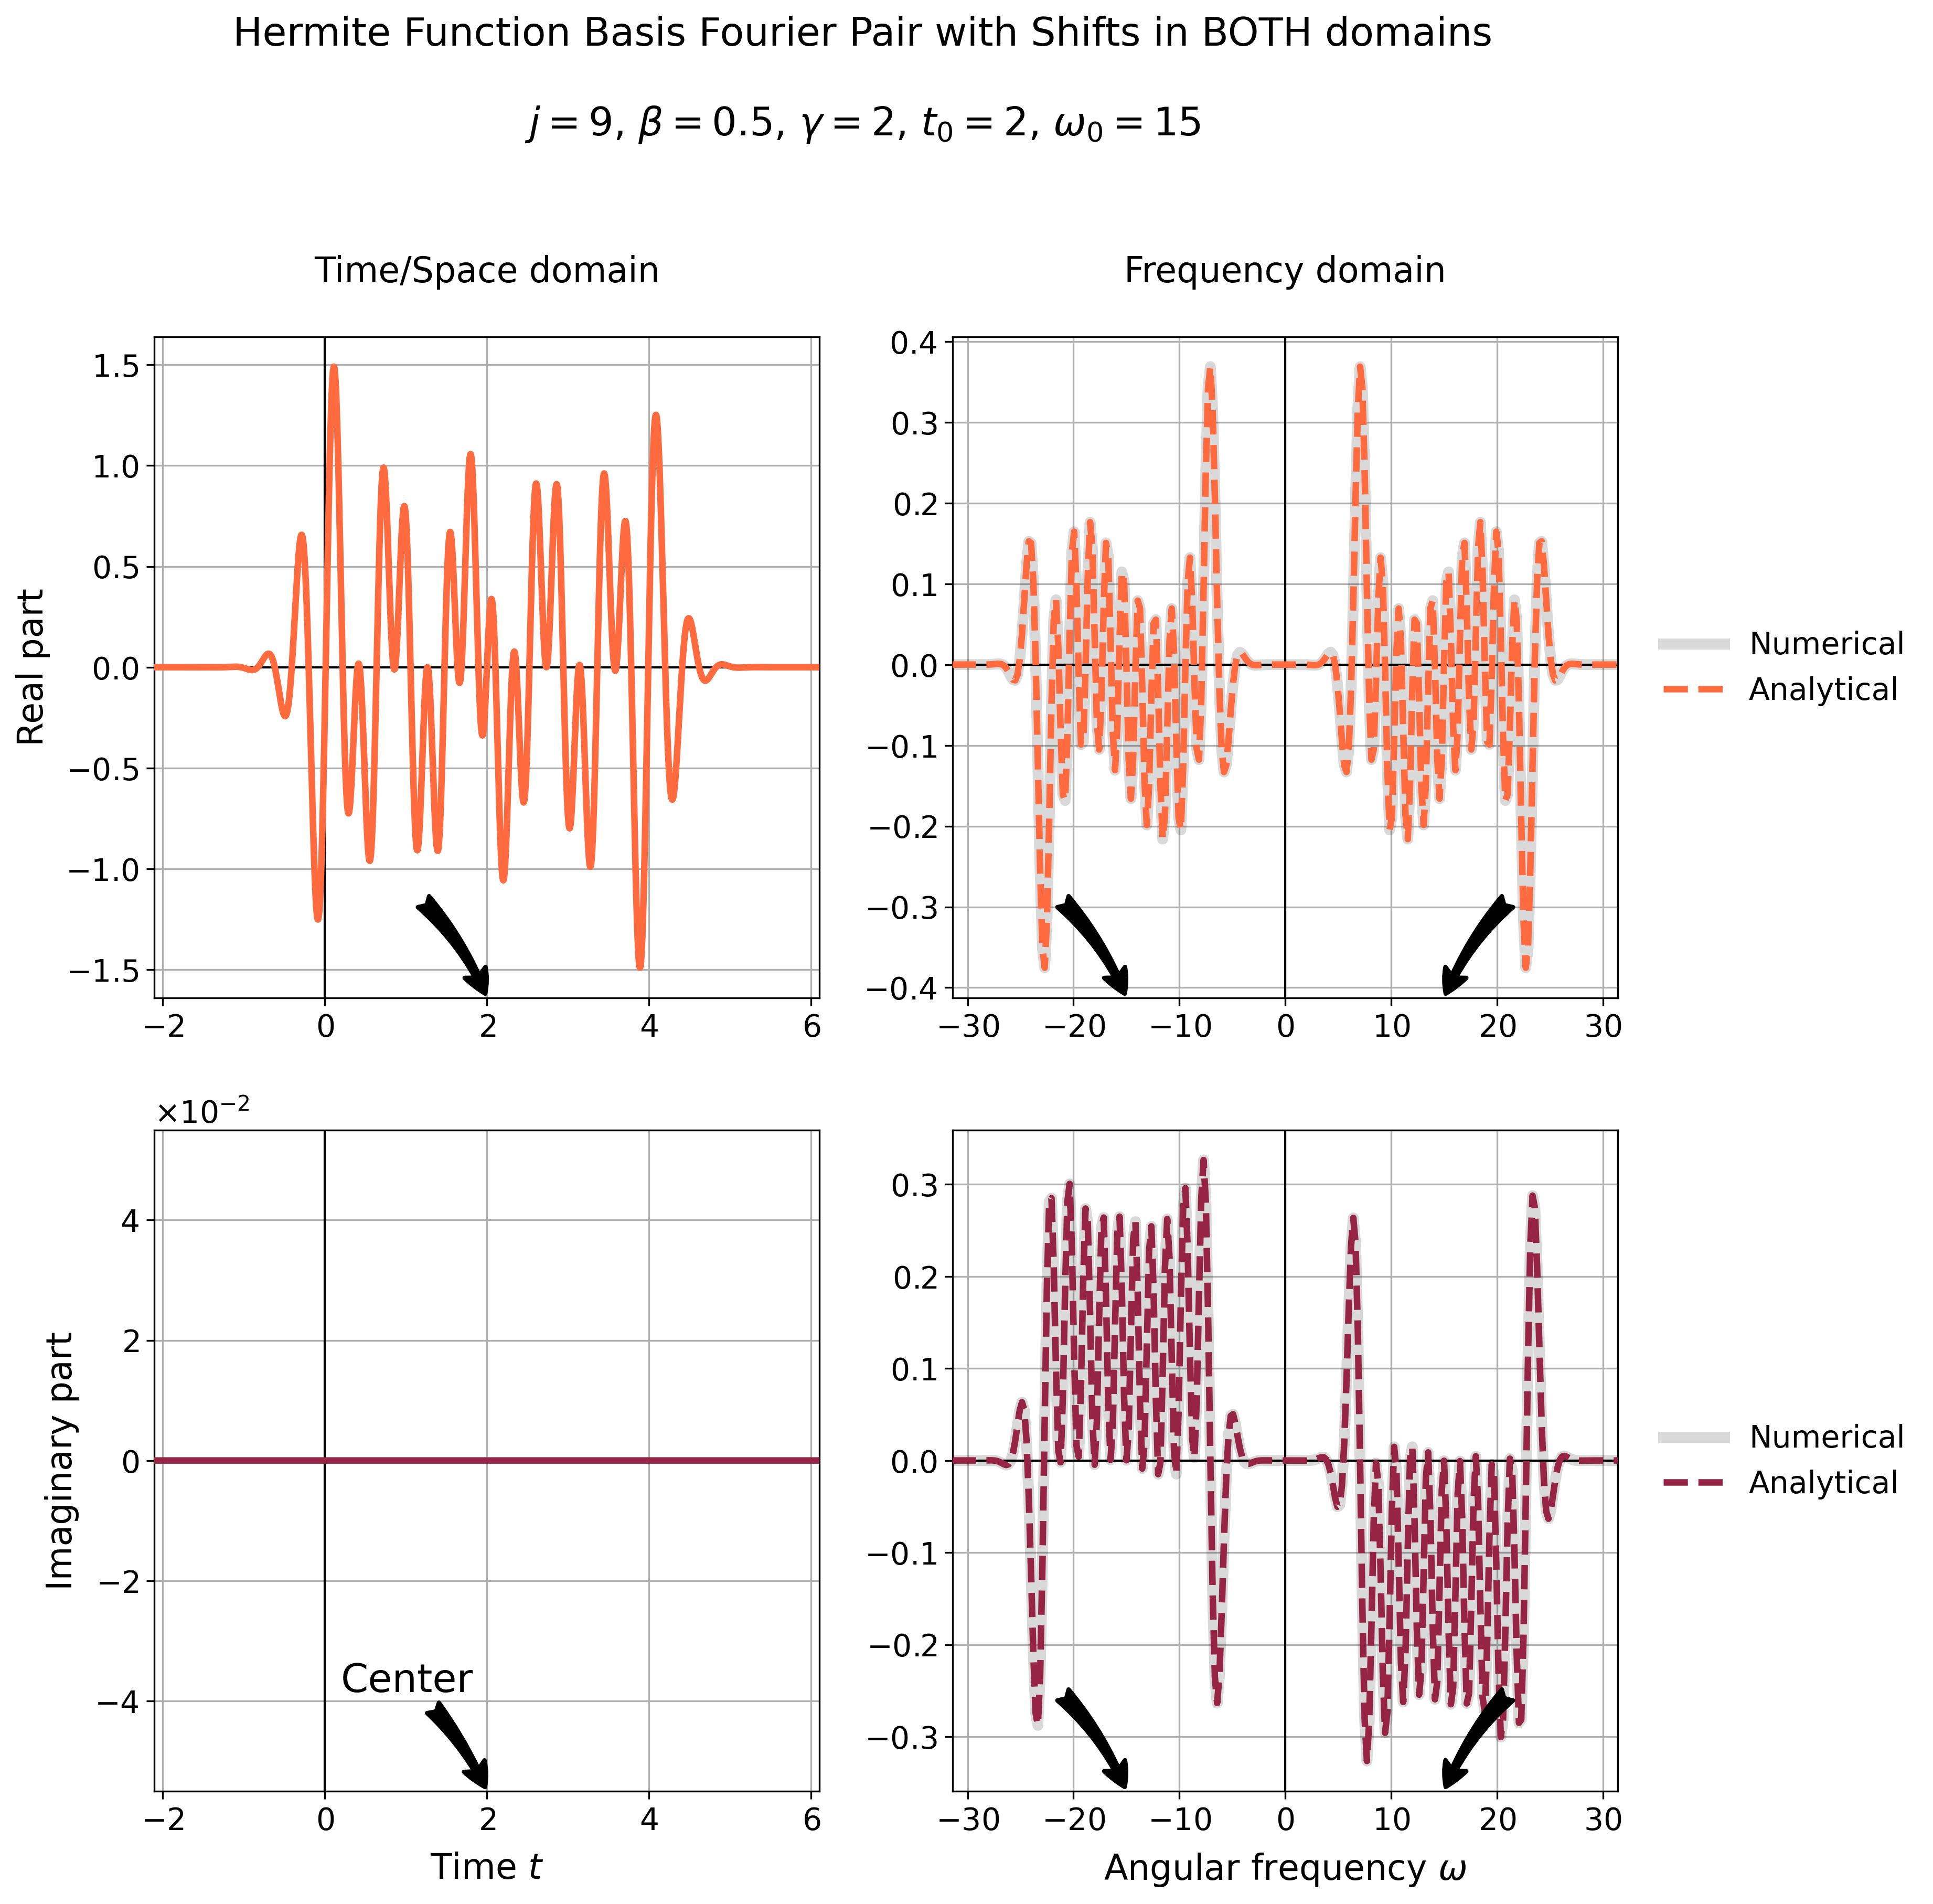 Hermite Function Basis Fourier Pair with Shifts in BOTH domains
j = 9, β = 0.5, γ = 2, t₀ = 2, ω₀ = 15
Time/Space domain
Frequency domain
Real part
1.5
1.0
0.5
0.0
−0.5
−1.0
−1.5
−2 0 2 4 6
0.4
0.3
0.2
0.1
0.0
−0.1
−0.2
−0.3
−0.4
−30 −20 −10 0 10 20 30
Numerical
Analytical
Imaginary part
×10⁻²
4
2
0
−2
−4
Center
−2 0 2 4 6
Time t
0.3
0.2
0.1
0.0
−0.1
−0.2
−0.3
−30 −20 −10 0 10 20 30
Angular frequency ω
Numerical
Analytical